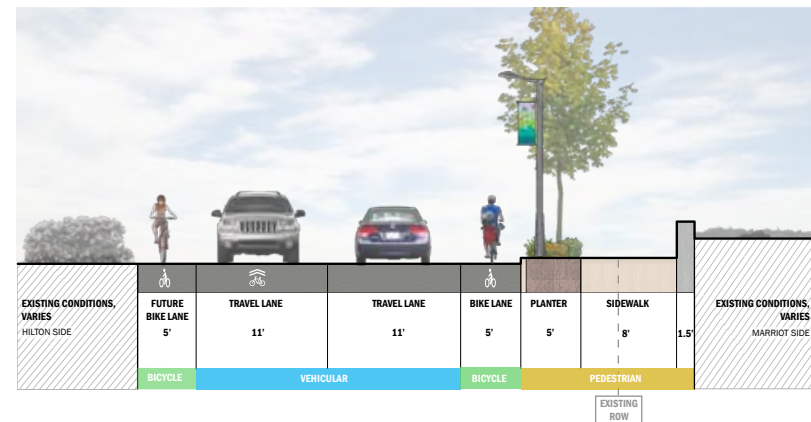 EXISTING CONDITIONS,
VARIES
HILTON SIDE
FUTURE
BIKE LANE
5'
TRAVEL LANE
11'
TRAVEL LANE
11'
BIKE LANE
5'
PLANTER
5'
SIDEWALK
8'
1.5'
EXISTING CONDITIONS,
VARIES
MARRIOT SIDE
BICYCLE
VEHICULAR
BICYCLE
PEDESTRIAN
EXISTING
ROW